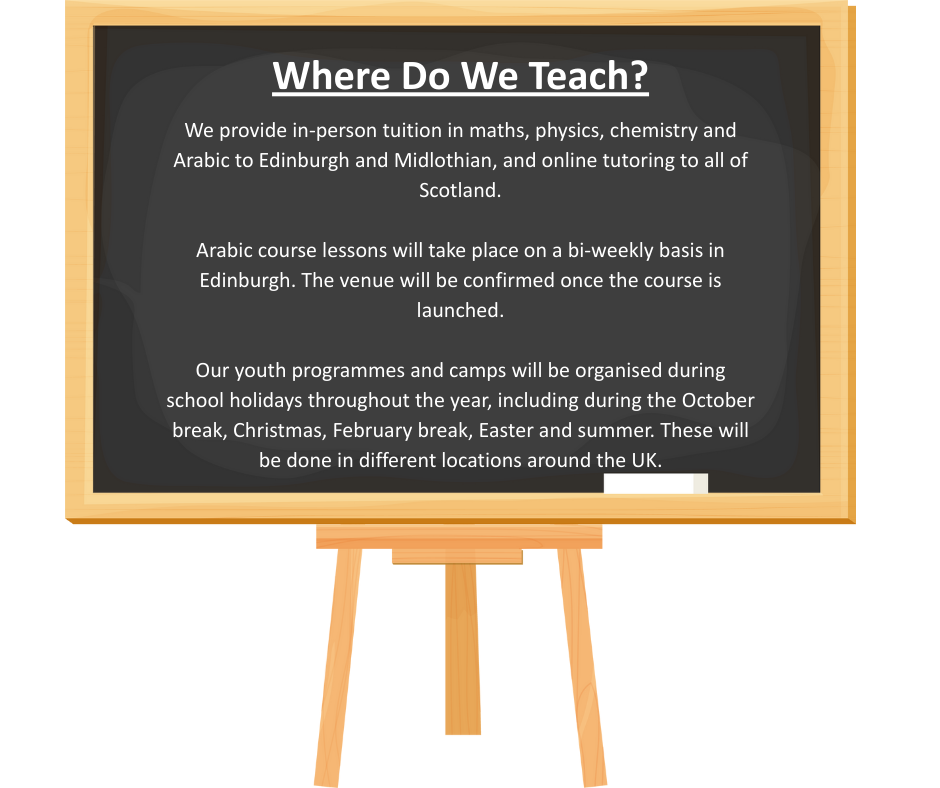 Where Do We Teach?
We provide in-person tuition in maths, physics, chemistry and
Arabic to Edinburgh and Midlothian, and online tutoring to all of
Scotland.
Arabic course lessons will take place on a bi-weekly basis in
Edinburgh. The venue will be confirmed once the course is
launched.
Our youth programmes and camps will be organised during
school holidays throughout the year, including during the October
break, Christmas, February break, Easter and summer. These will
be done in different locations around the UK.